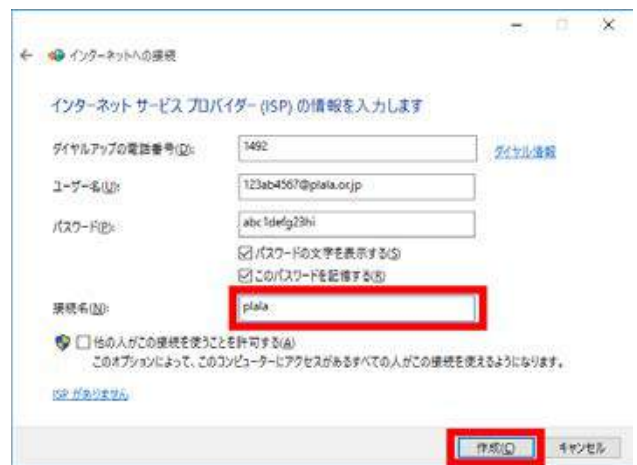 インターネットへの接続
インターネット サービス プロバイダー (ISP) の情報を入力します
ダイヤルアップの電話番号(D): 1492 ダイヤル情報
ユーザー名(U): 123ab4567@plala.or.jp
パスワード(P): abc1defg23hi
パスワードの文字を表示する(S)
このパスワードを記憶する(R)
接続名(N): plala
他の人がこの接続を使うことを許可する(A)
このオプションによって、このコンピューターにアクセスがあるすべての人がこの接続を使えるようになります。
ISP がありません
作成(C) キャンセル